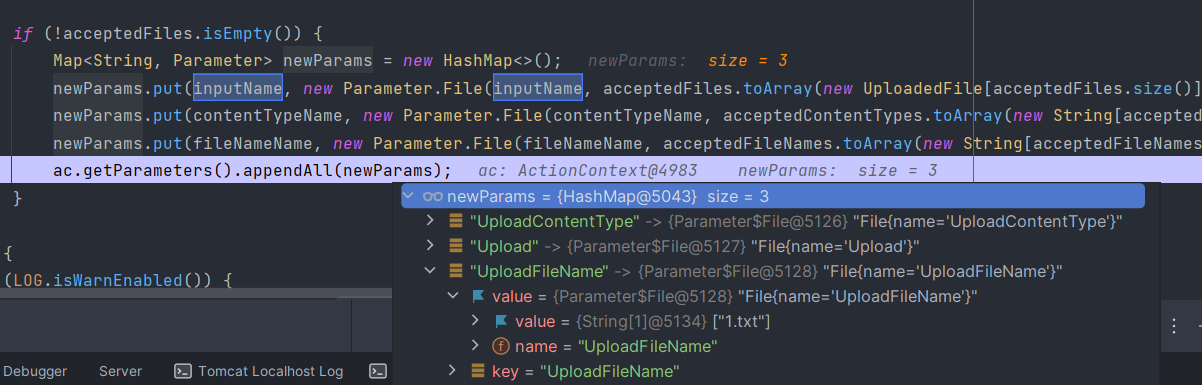 if (!acceptedFiles.isEmpty()) {
Map<String, Parameter> newParams = new HashMap<>(); newParams: size = 3
newParams.put(inputName, new Parameter.File(inputName, acceptedFiles.toArray(new UploadedFile[acceptedFiles.size()]
newParams.put(contentTypeName, new Parameter.File(contentTypeName, acceptedContentTypes.toArray(new String[accepted
newParams.put(fileNameName, new Parameter.File(fileNameName, acceptedFileNames.toArray(new String[acceptedFileNames
ac.getParameters().appendAll(newParams); ac: ActionContext@4983 newParams: size = 3
newParams = {HashMap@5043} size = 3
}
"UploadContentType" -> {Parameter$File@5126} "File{name='UploadContentType'}"
"Upload" -> {Parameter$File@5127} "File{name='Upload'}"
{
"UploadFileName" -> {Parameter$File@5128} "File{name='UploadFileName'}"
(LOG.isWarnEnabled()) {
value = {Parameter$File@5128} "File{name='UploadFileName'}"
value = {String[1]@5134} ["1.txt"]
f name = "UploadFileName"
key = "UploadFileName"
Debugger Server Tomcat Localhost Log